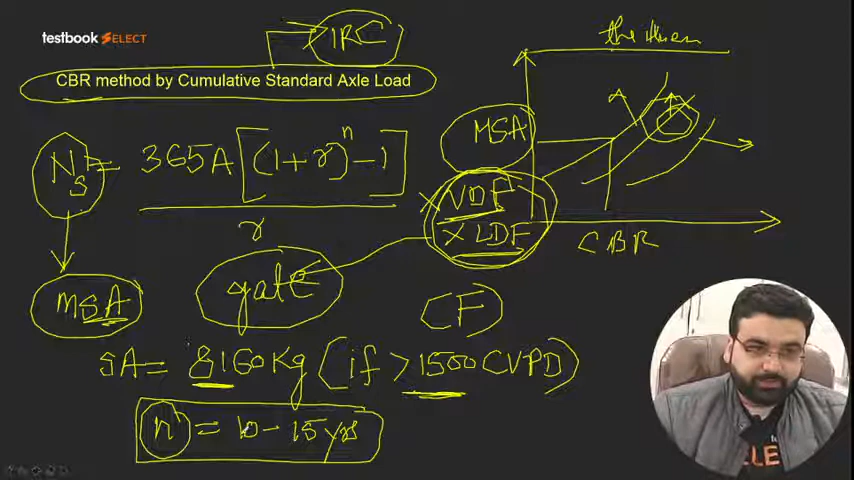 testbook SELECT
IRC
CBR method by Cumulative Standard Axle Load
Ns = 365A[(1+r)^n-1]
r
MSA
MSA
x VDF
x LDF
CBR
gate
(CF)
SA = 8160 Kg (if > 1500 CVPD)
n = 10 - 15 yrs
ELEC